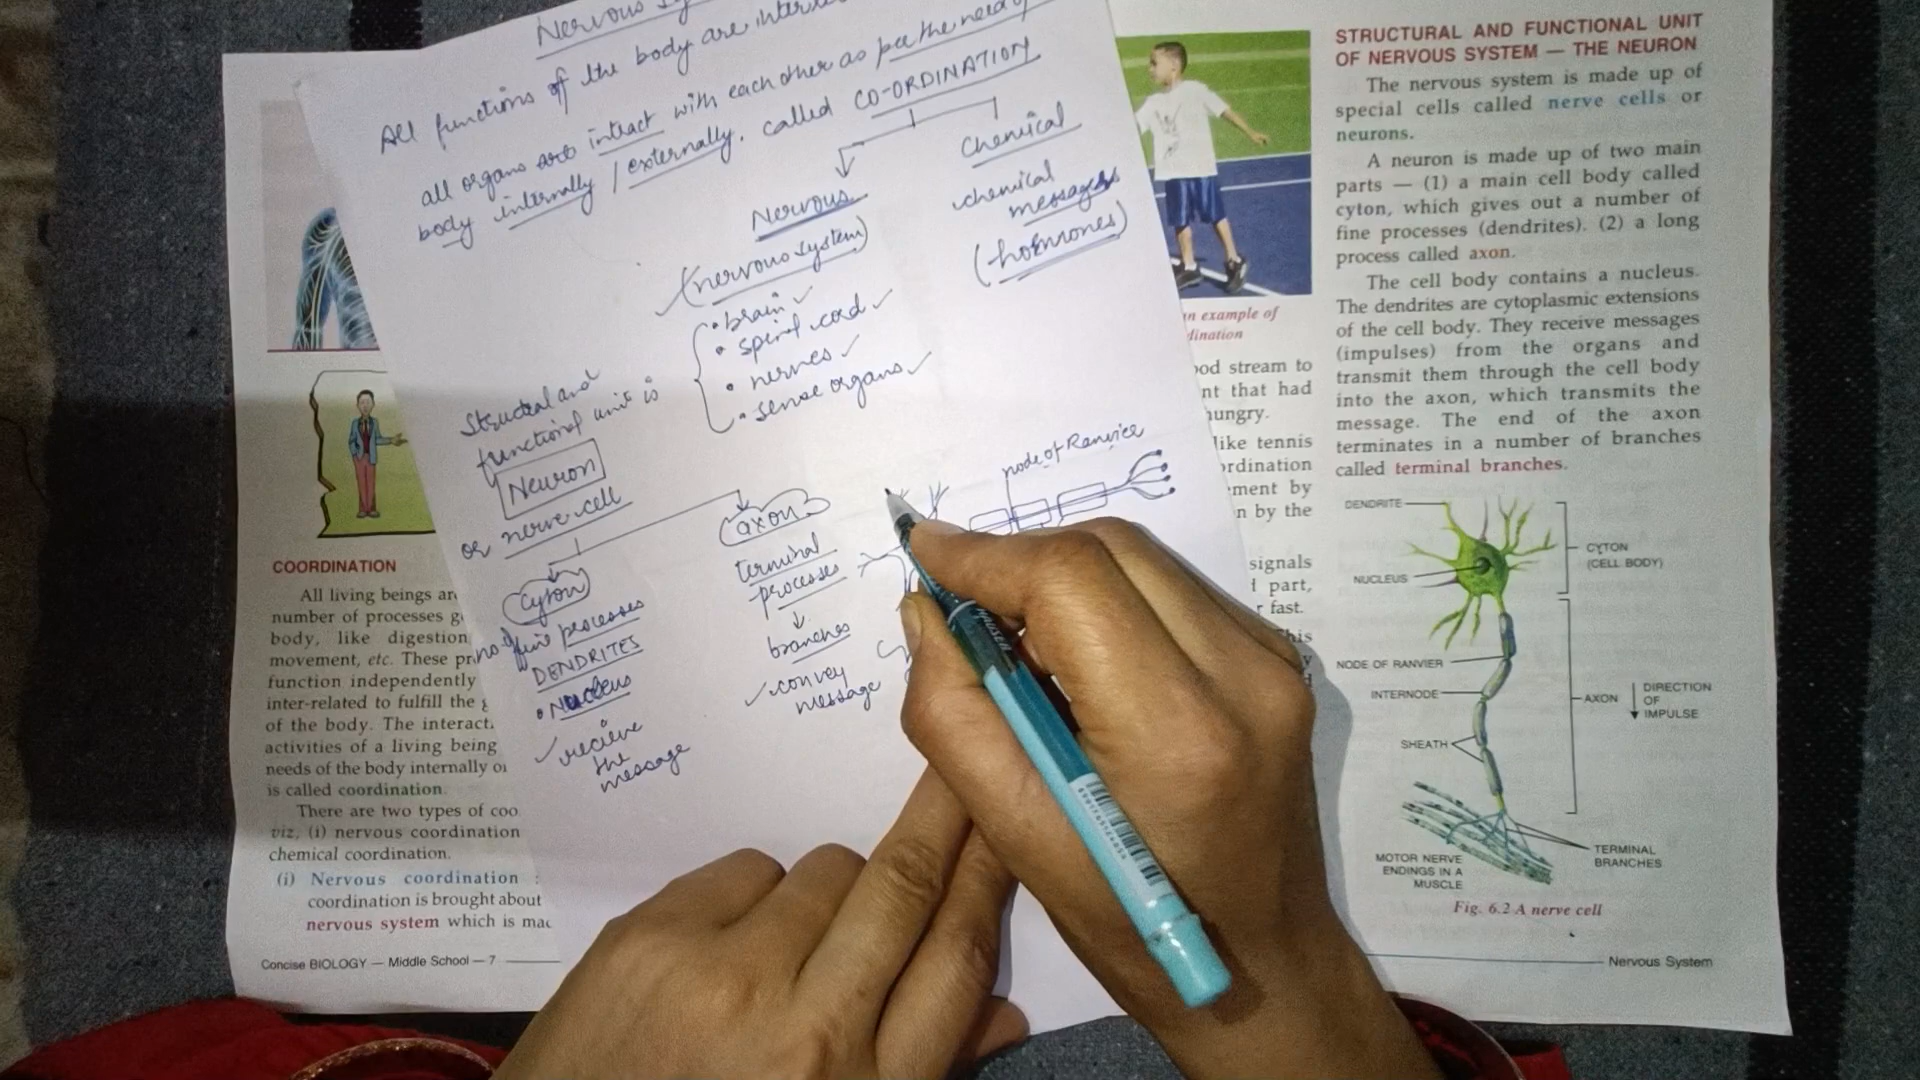 Nervous Sy
All functions of the body are inter
all organs are intract with each other as per the need of
body internally / externally. called CO-ORDINATION
Nervous
(nervous system)
• brain ✓
• spinal cord ✓
• nerves ✓
• sense organs ✓
Chemical
chemical
messages
(hormones)
Structral and
functional unit is
Neuron
or nerve cell
Cyton
no. of fine processes
DENDRITES
• Nucleus
✓ recieve
the
message
axon
terminal
processes
↓
branches
✓ convey
message
node of Ranvier
COORDINATION
All living beings are
number of processes g
body, like digestion
movement, etc. These pr
function independently
inter-related to fulfill the
of the body. The interact
activities of a living being
needs of the body internally or
is called coordination.
There are two types of coo
viz, (i) nervous coordination
chemical coordination.
(i) Nervous coordination :
coordination is brought about
nervous system which is mad
Concise BIOLOGY — Middle School — 7
an example of
dination
ood stream to
nt that had
hungry.
like tennis
ordination
ment by
n by the
signals
d part,
r fast.
This
STRUCTURAL AND FUNCTIONAL UNIT
OF NERVOUS SYSTEM — THE NEURON
The nervous system is made up of
special cells called nerve cells or
neurons.
A neuron is made up of two main
parts — (1) a main cell body called
cyton, which gives out a number of
fine processes (dendrites). (2) a long
process called axon.
The cell body contains a nucleus.
The dendrites are cytoplasmic extensions
of the cell body. They receive messages
(impulses) from the organs and
transmit them through the cell body
into the axon, which transmits the
message. The end of the axon
terminates in a number of branches
called terminal branches.
DENDRITE
NUCLEUS
CYTON
(CELL BODY)
NODE OF RANVIER
INTERNODE
SHEATH
AXON
DIRECTION
OF
IMPULSE
MOTOR NERVE
ENDINGS IN A
MUSCLE
TERMINAL
BRANCHES
Fig. 6.2 A nerve cell
Nervous System